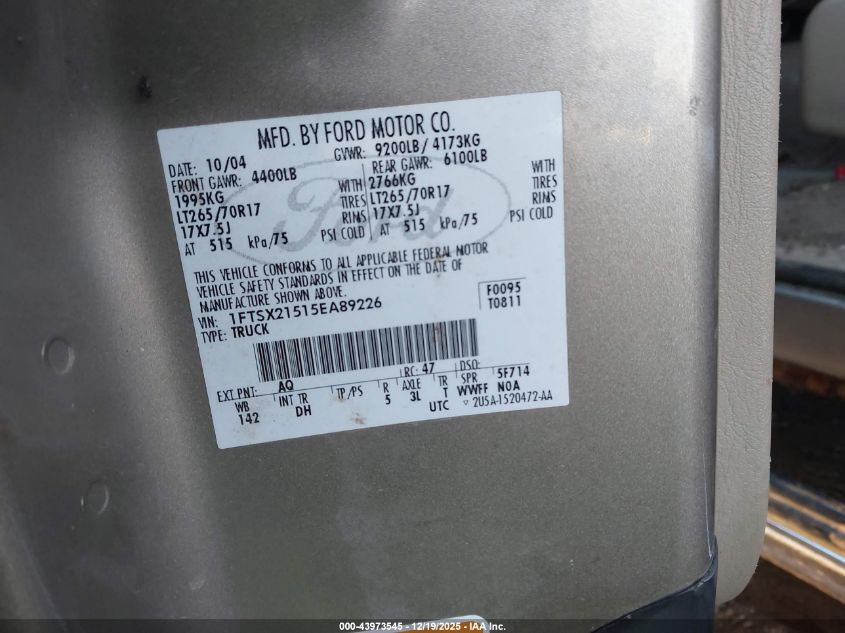 MFD. BY FORD MOTOR CO.
DATE: 10/04 GVWR: 9200LB/ 4173KG
FRONT GAWR: 4400LB REAR GAWR: 6100LB
1995KG WITH 2766KG WITH
LT265/70R17 TIRES LT265/70R17 TIRES
17X7.5J RIMS 17X7.5J RIMS
AT 515 kPa/75 PSI COLD AT 515 kPa/75 PSI COLD
Ford
THIS VEHICLE CONFORMS TO ALL APPLICABLE FEDERAL MOTOR
VEHICLE SAFETY STANDARDS IN EFFECT ON THE DATE OF
MANUFACTURE SHOWN ABOVE.
VIN: 1FTSX21515EA89226 F0095
TYPE: TRUCK T0811
EXT PNT: AQ RC: 47 DSO:
WB INT TR TP/PS R AXLE TR SPR 5F714
142 DH 5 3L T WWFF NOA
UTC ▽ 2U5A-1520472-AA
000-43973545 - 12/19/2025 - IAA Inc.